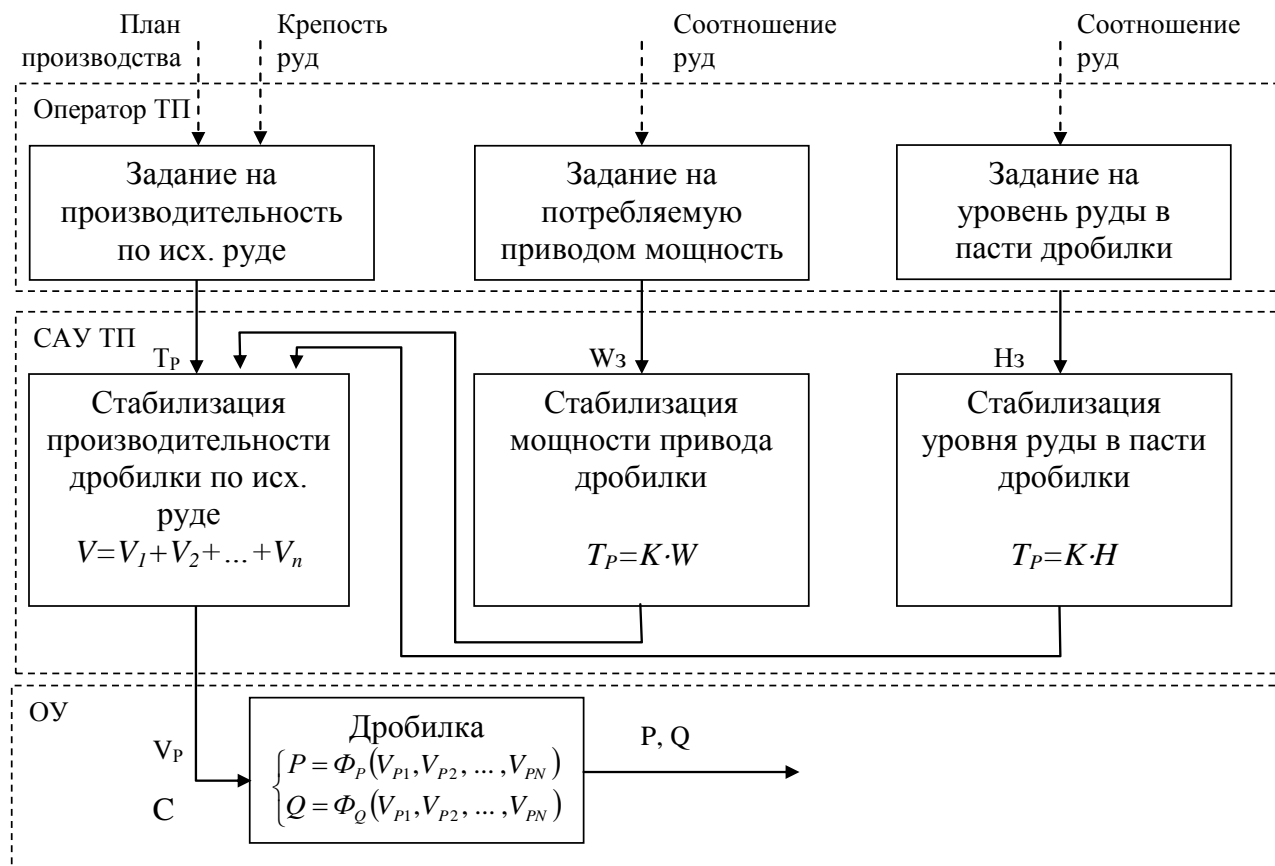 План
производства
Крепость
руд
Соотношение
руд
Соотношение
руд
Оператор ТП
Задание на
производительность
по исх. руде
Задание на
потребляемую
приводом мощность
Задание на
уровень руды в
пасти дробилки
САУ ТП
TР
Wз
Hз
Стабилизация
производительности
дробилки по исх.
руде
V=V1+V2+...+Vn
Стабилизация
мощности привода
дробилки
TP=K·W
Стабилизация
уровня руды в пасти
дробилки
TP=K·H
ОУ
VР
С
Дробилка
P = ΦP(VP1,VP2, ... ,VPN)
Q = ΦQ(VP1,VP2, ... ,VPN)
P, Q